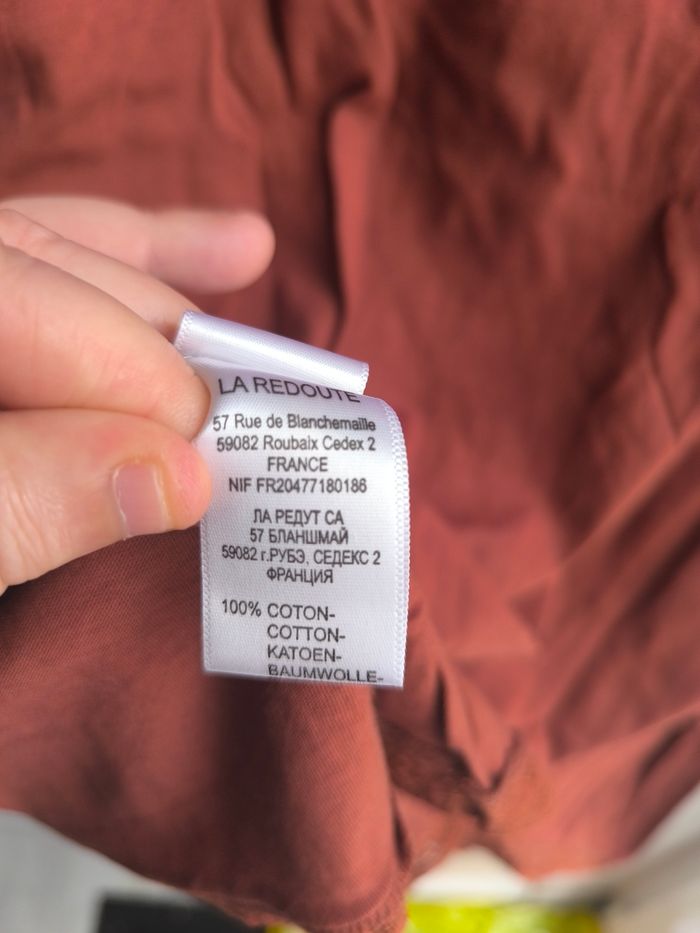 LA REDOUTE
57 Rue de Blanchemaille
59082 Roubaix Cedex 2
FRANCE
NIF FR20477180186
ЛА РЕДУТ СА
57 БЛАНШМАЙ
59082 г.РУБЭ, СЕДЕКС 2
ФРАНЦИЯ
100% COTON-
COTTON-
KATOEN-
BAUMWOLLE-